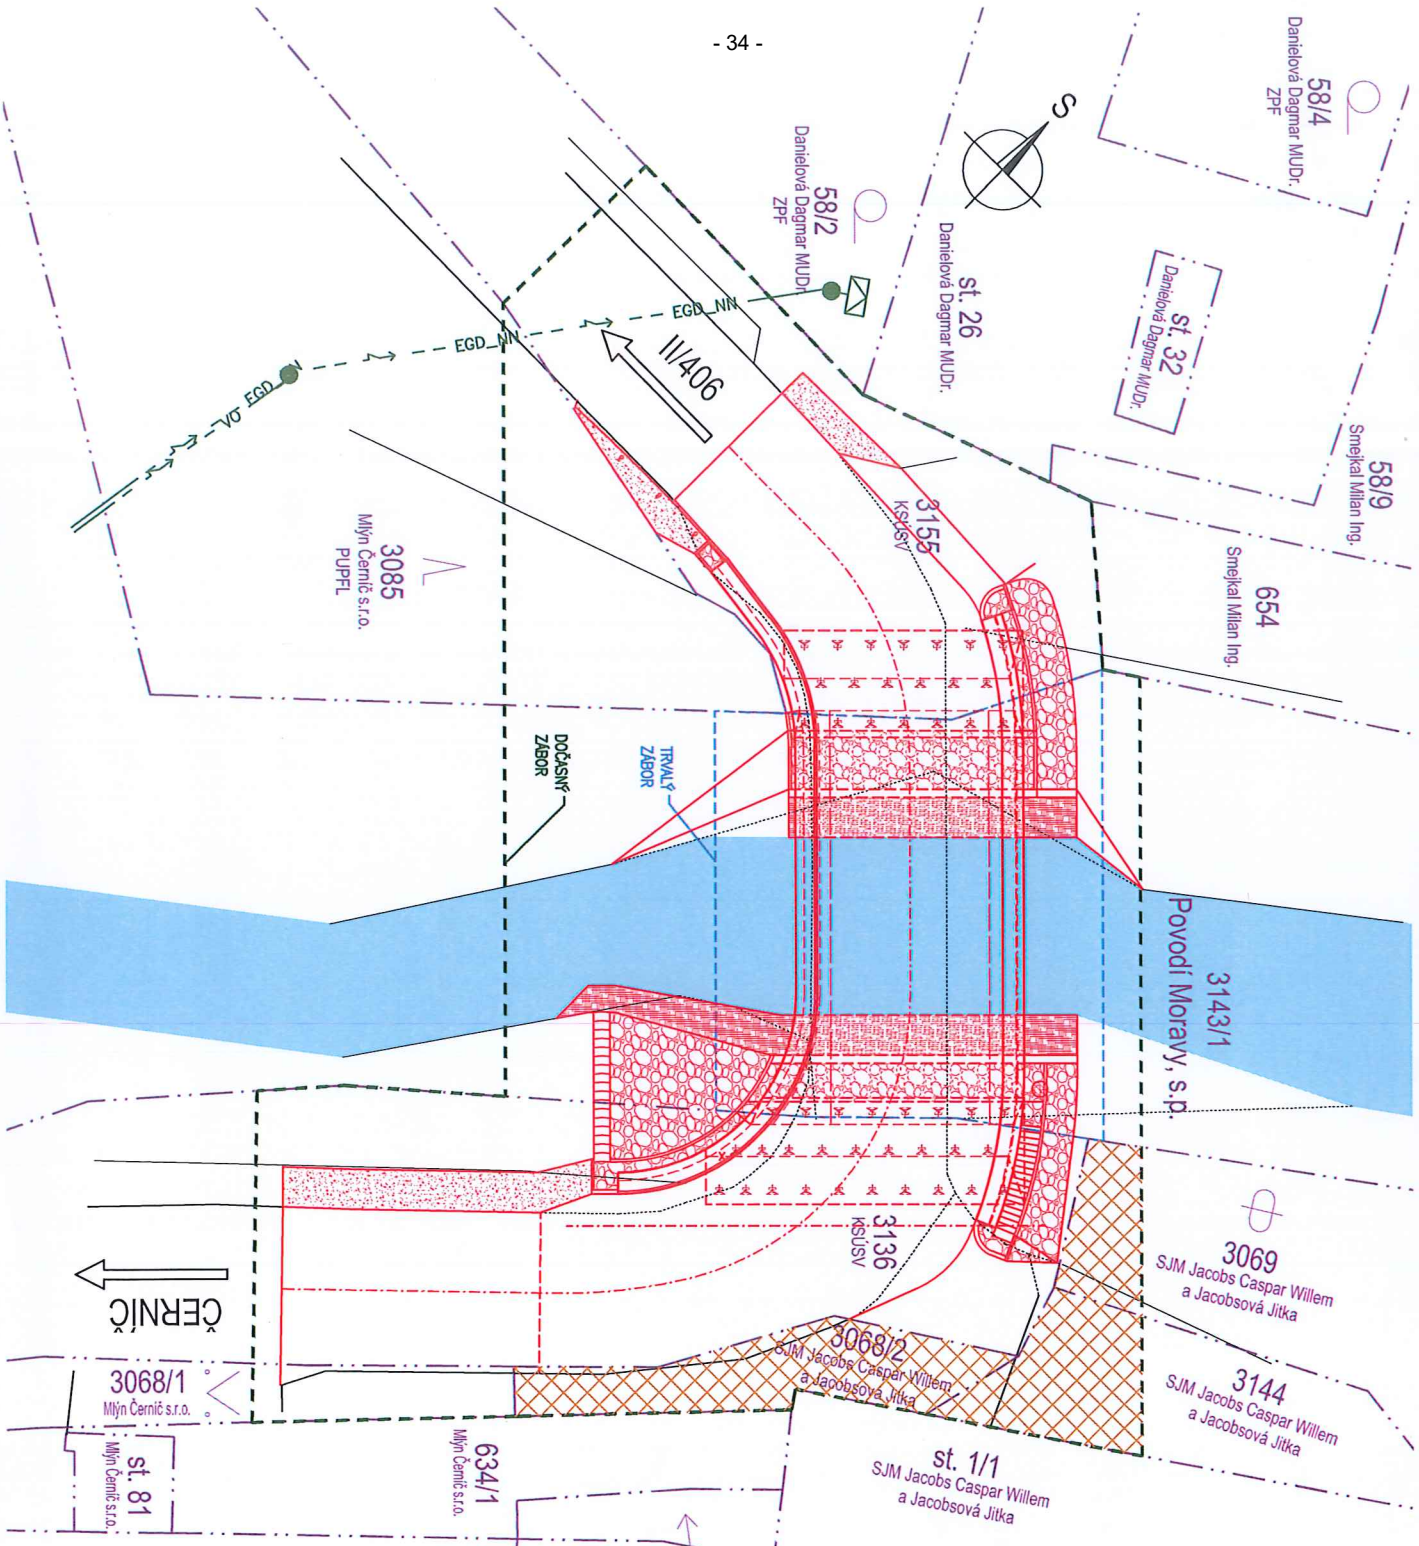 - 34 -
58/4
Danielová Dagmar MUDr.
ZPF
S
58/2
Danielová Dagmar MUDr.
ZPF
st. 26
Danielová Dagmar MUDr.
st. 32
Danielová Dagmar MUDr.
58/9
Smejkal Milan Ing.
654
Smejkal Milan Ing.
EGD_NN
EGD_NN
VO
II/406
3155
KSÚSV
3085
Mlýn Černíč s.r.o.
PUPFL
DOČASNÝ
ZÁBOR
TRVALÝ
ZÁBOR
3143/1
Povodí Moravy, s.p.
3136
KSÚSV
ČERNÍČ
3069
SJM Jacobs Caspar Willem
a Jacobsová Jitka
3068/2
SJM Jacobs Caspar Willem
a Jacobsová Jitka
3144
SJM Jacobs Caspar Willem
a Jacobsová Jitka
3068/1
Mlýn Černíč s.r.o.
st. 81
Mlýn Černíč s.r.o.
634/1
Mlýn Černíč s.r.o.
st. 1/1
SJM Jacobs Caspar Willem
a Jacobsová Jitka